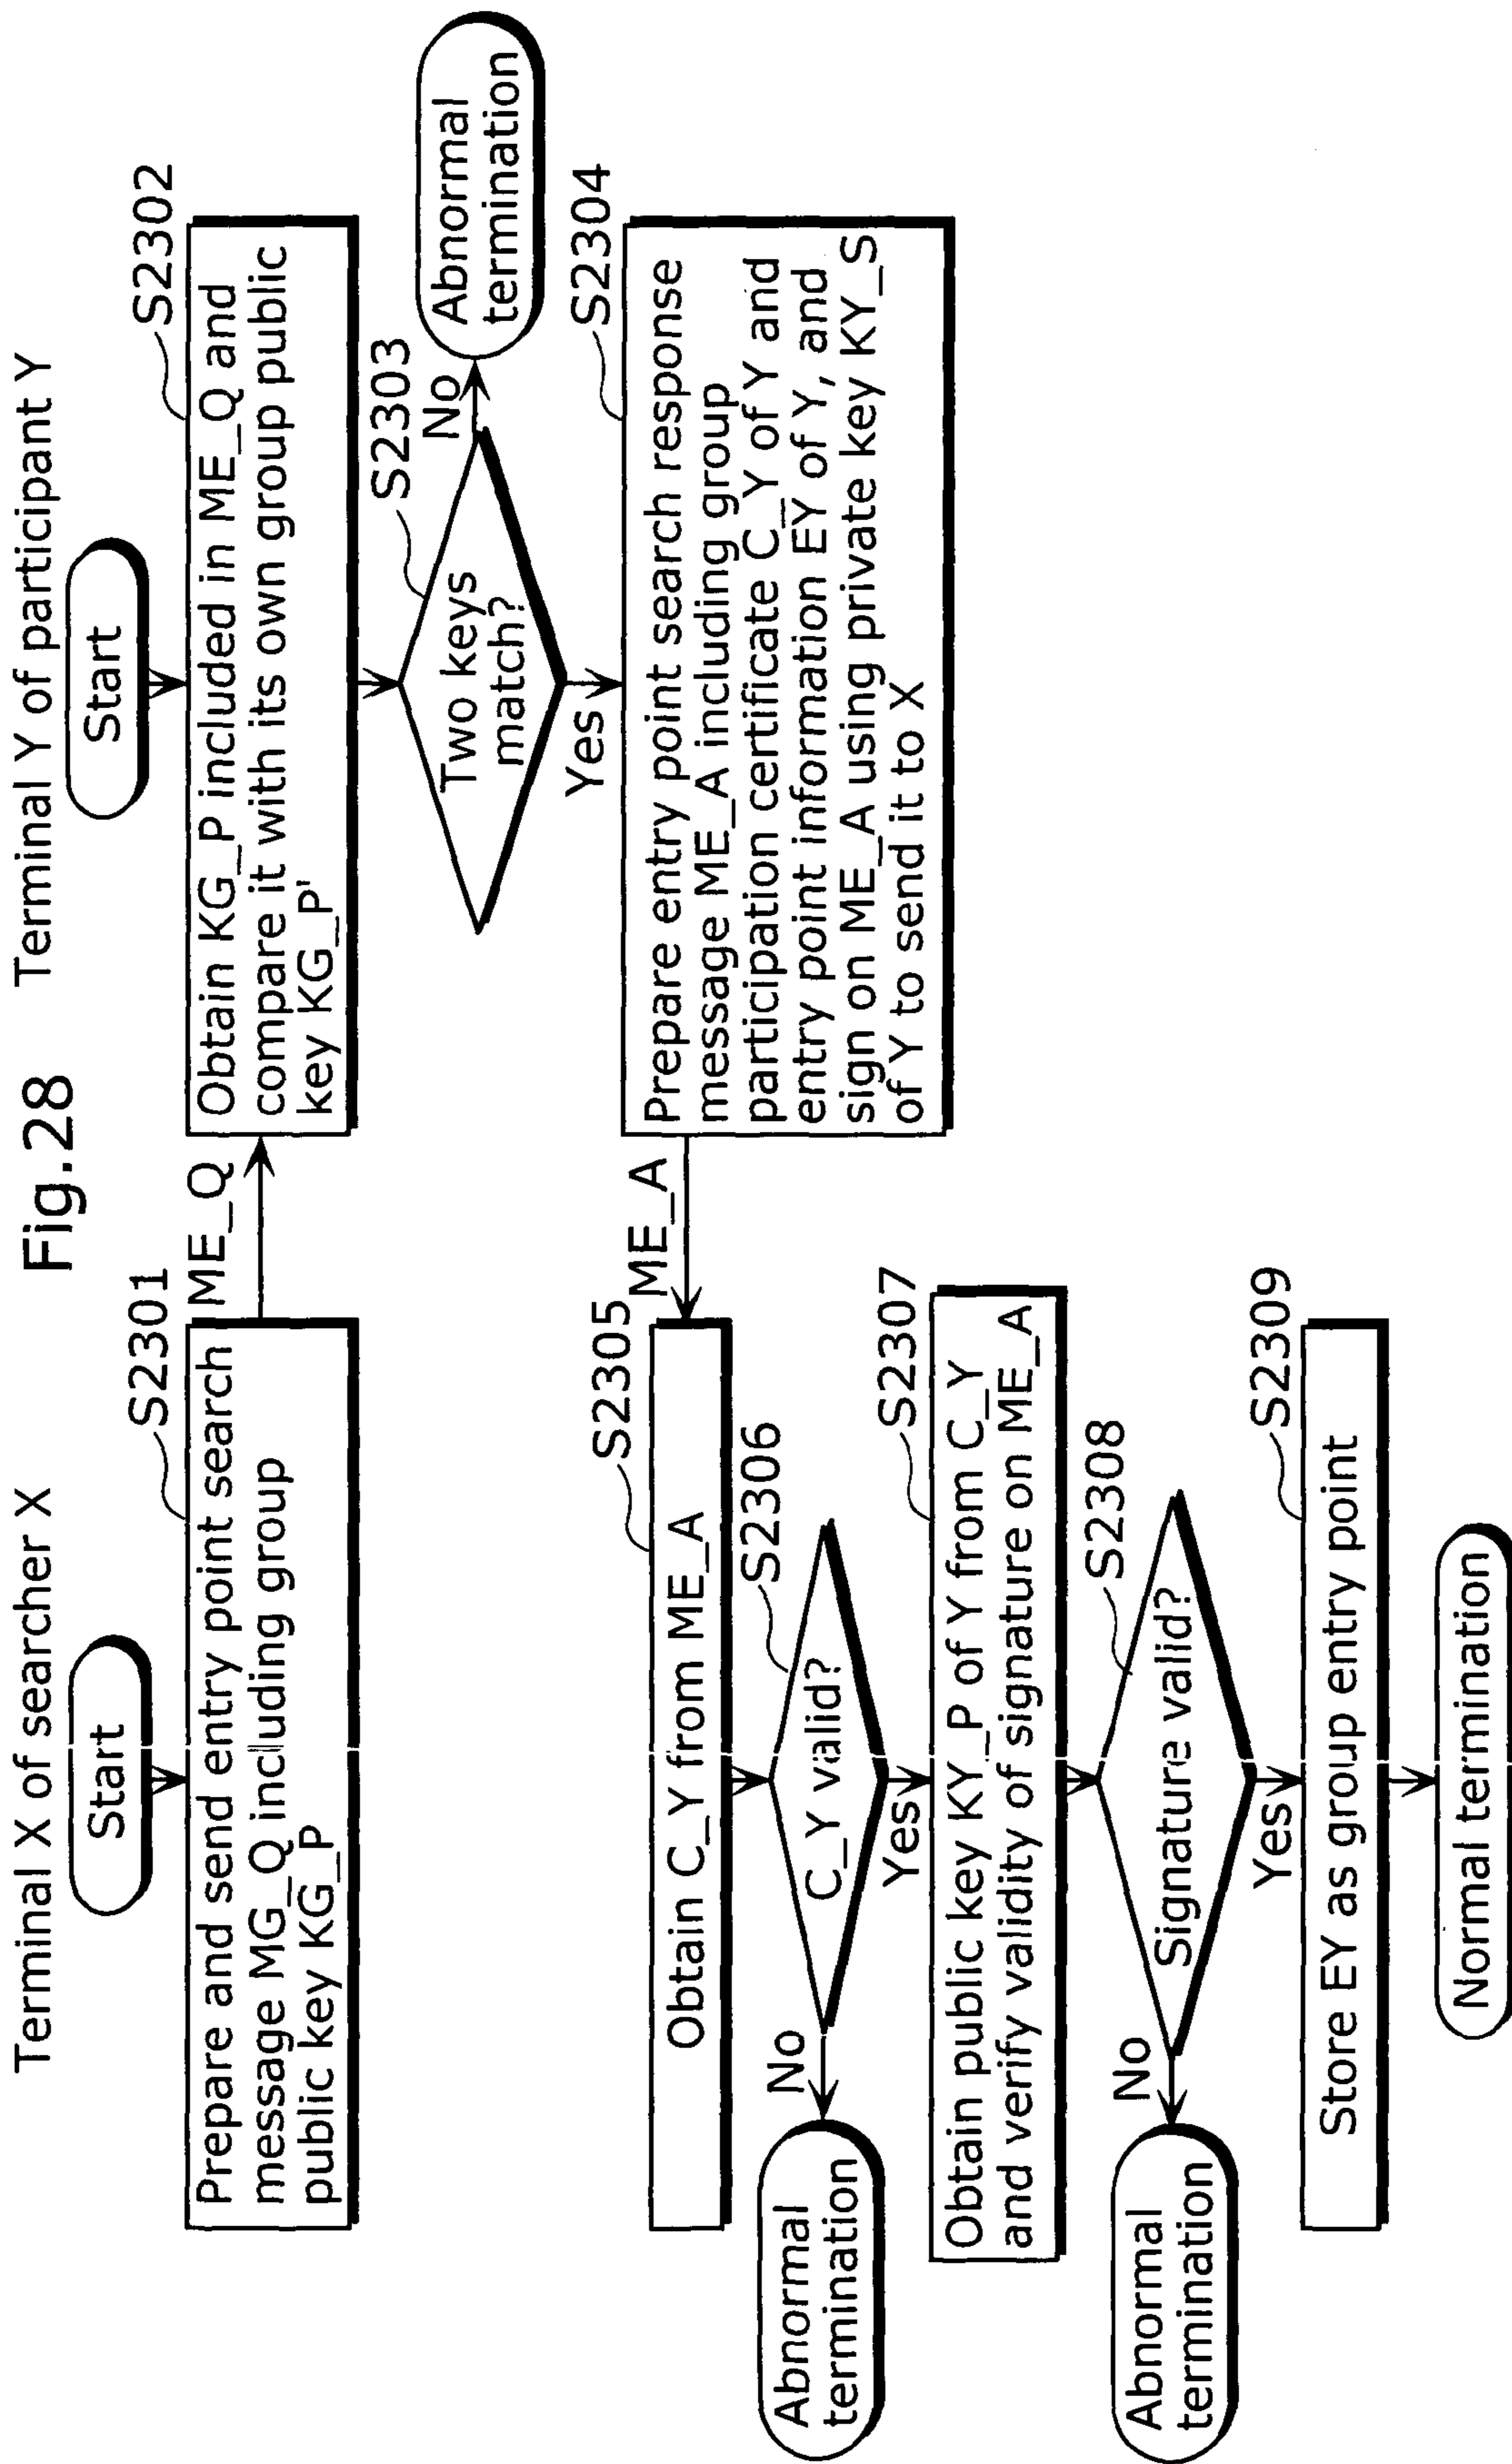 Fig.28
Terminal X of searcher X
Start
S2301
Prepare and send entry point search
message MG_Q including group
public key KG_P
ME_Q
Terminal Y of participant Y
Start
S2302
Obtain KG_P included in ME_Q and
compare it with its own group public
key KG_P'
S2303
Two keys
match?
No
Abnormal
termination
Yes
S2304
Prepare entry point search response
message ME_A including group
participation certificate C_Y of Y and
entry point information EY of Y, and
sign on ME_A using private key KY_S
of Y to send it to X
ME_A
S2305
Obtain C_Y from ME_A
S2306
C_Y valid?
No
Abnormal
termination
Yes
S2307
Obtain public key KY_P of Y from C_Y
and verify validity of signature on ME_A
S2308
Signature valid?
No
Abnormal
termination
Yes
S2309
Store EY as group entry point
Normal termination